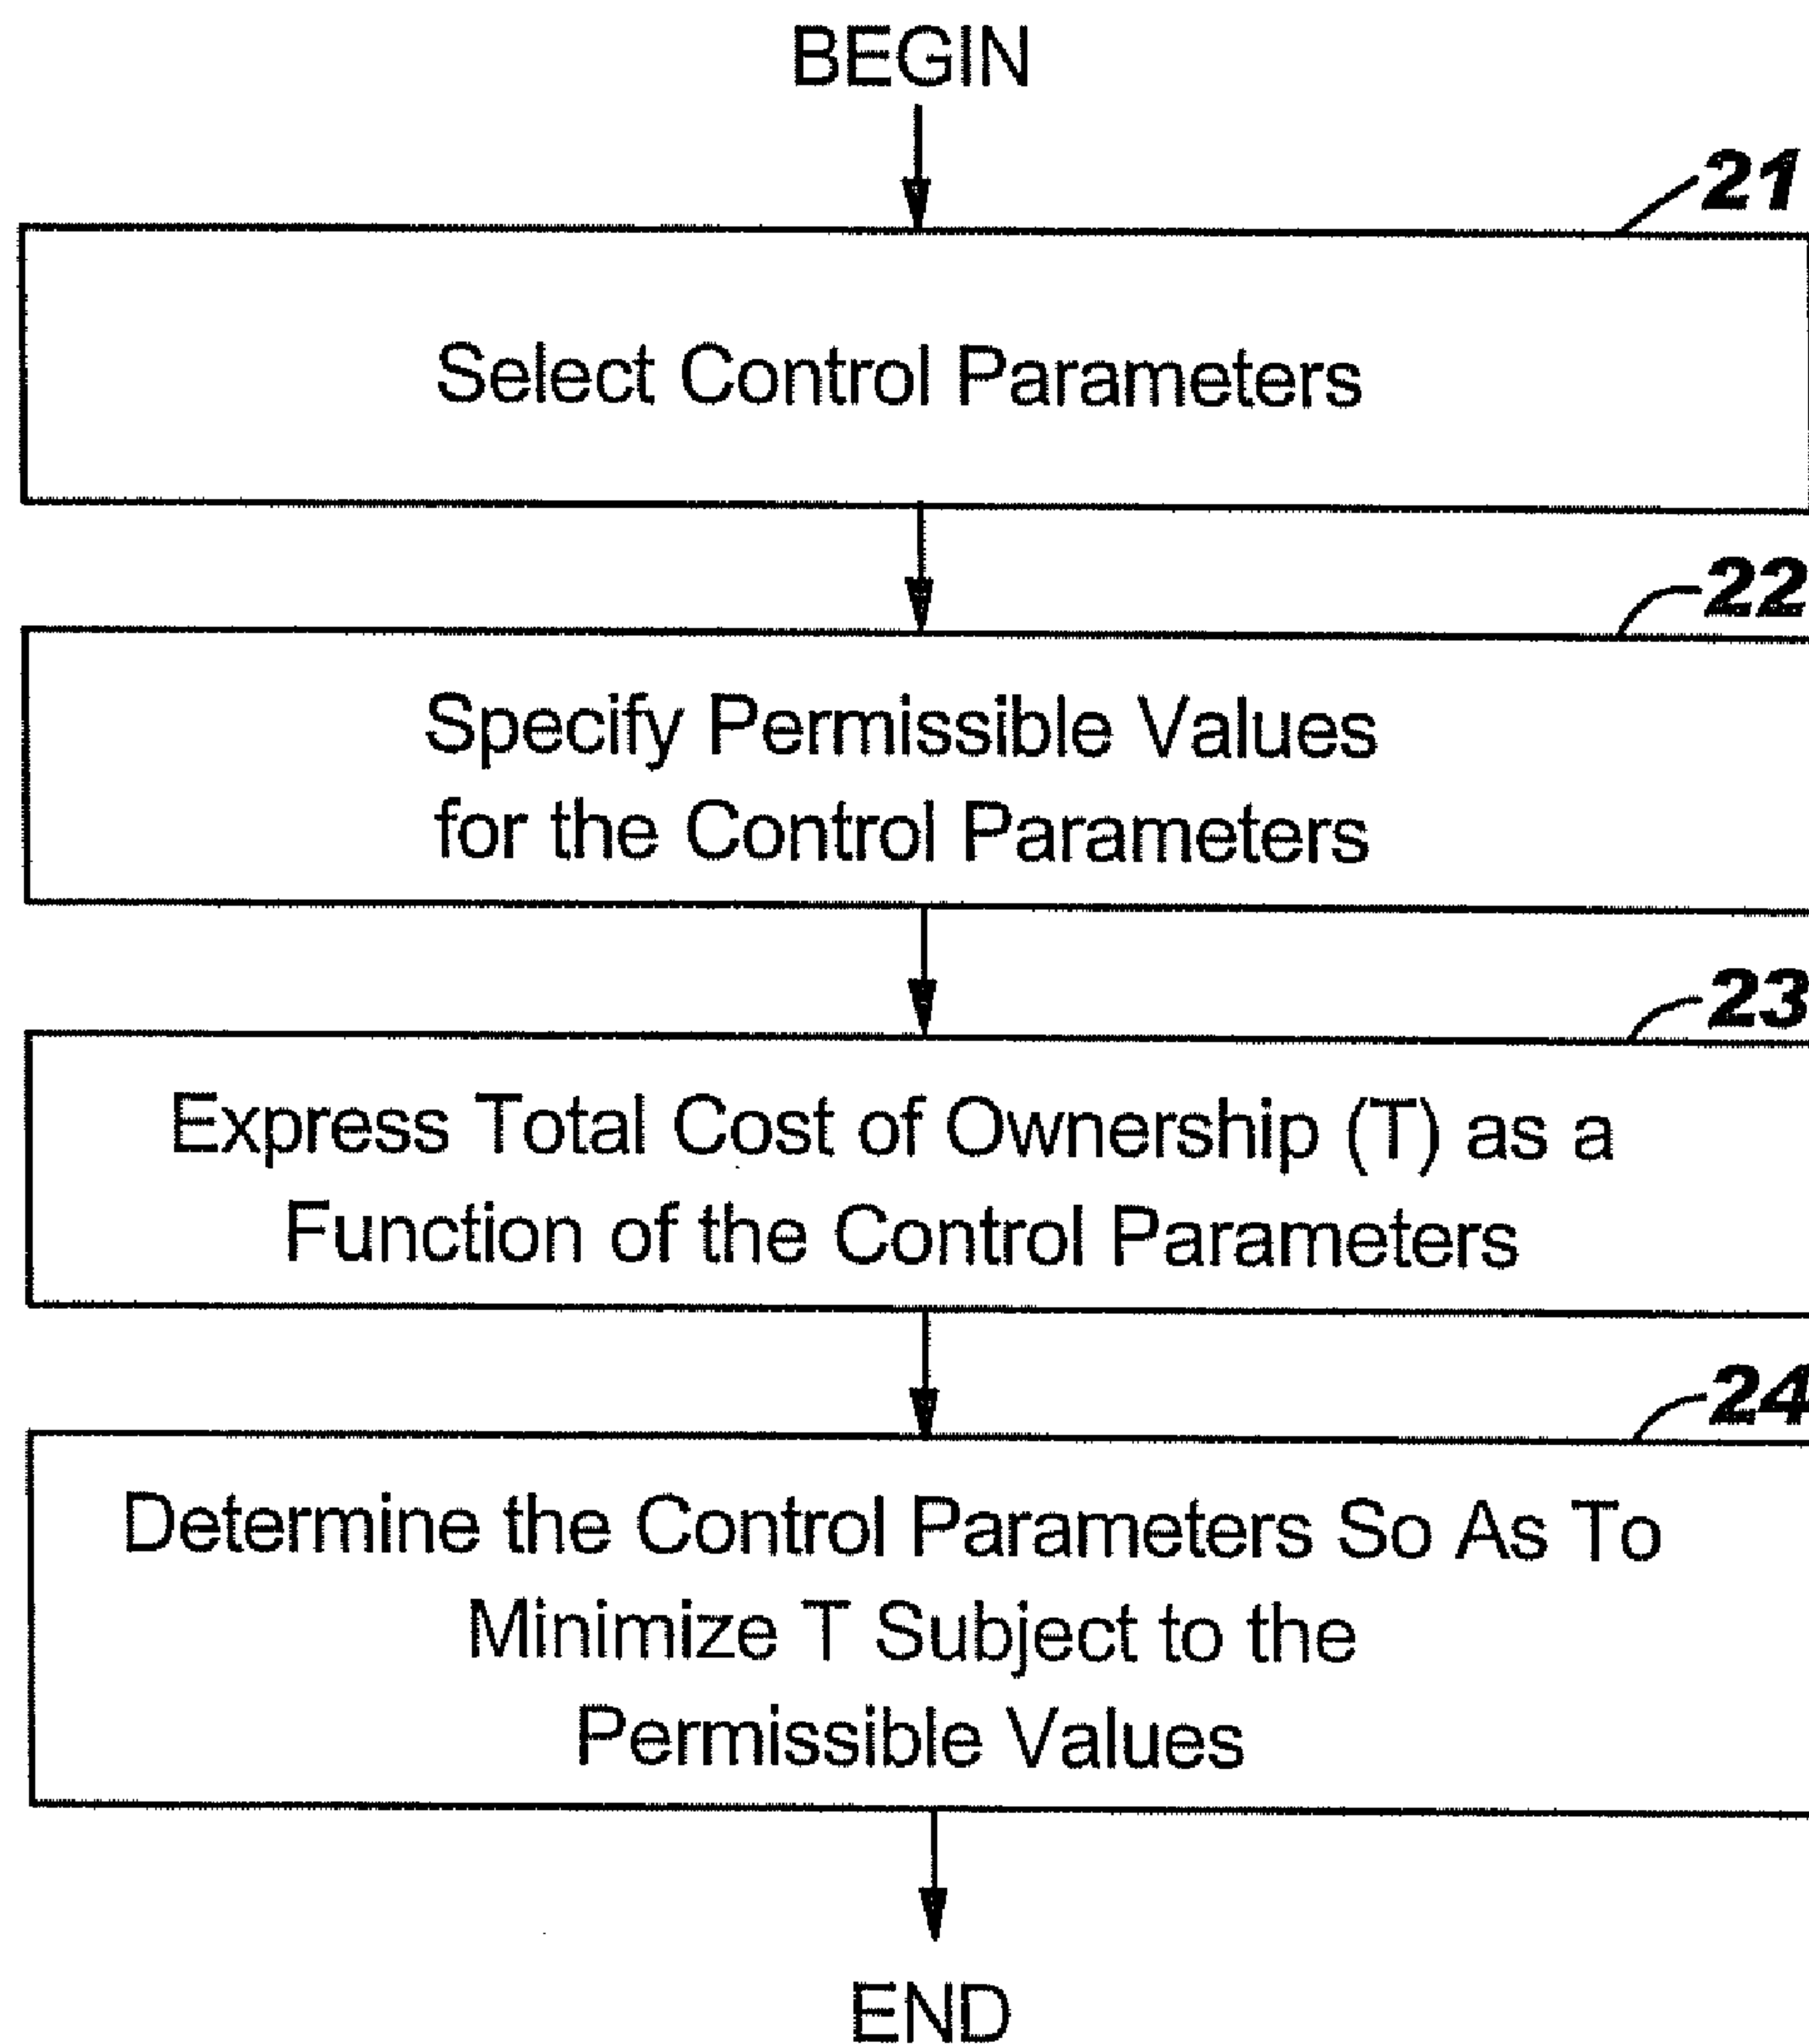 BEGIN
21
Select Control Parameters
22
Specify Permissible Values
for the Control Parameters
23
Express Total Cost of Ownership (T) as a
Function of the Control Parameters
24
Determine the Control Parameters So As To
Minimize T Subject to the
Permissible Values
END